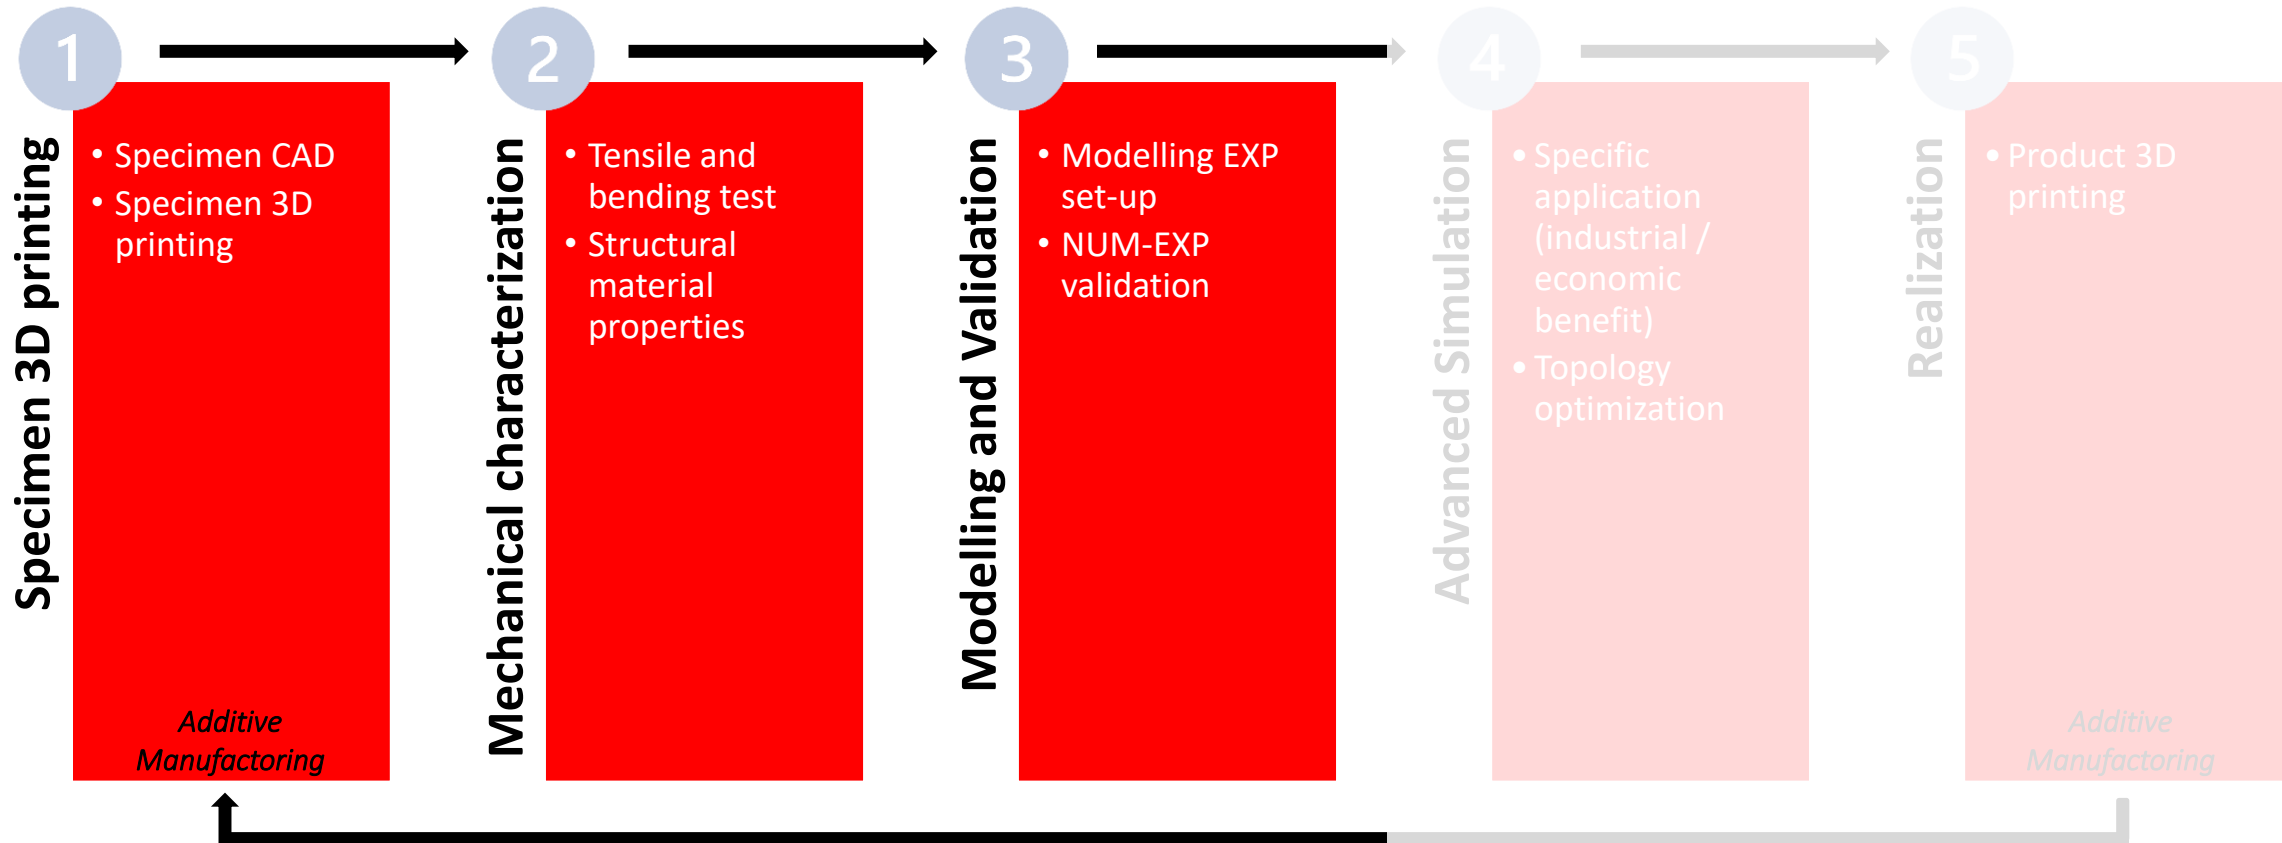 1
Specimen 3D printing
• Specimen CAD
• Specimen 3D
printing
Additive
Manufactoring
2
Mechanical characterization
• Tensile and
bending test
• Structural
material
properties
3
Modelling and Validation
• Modelling EXP
set-up
• NUM-EXP
validation
4
Advanced Simulation
• Specific
application
(industrial /
economic
benefit)
• Topology
optimization
5
Realization
• Product 3D
printing
Additive
Manufactoring